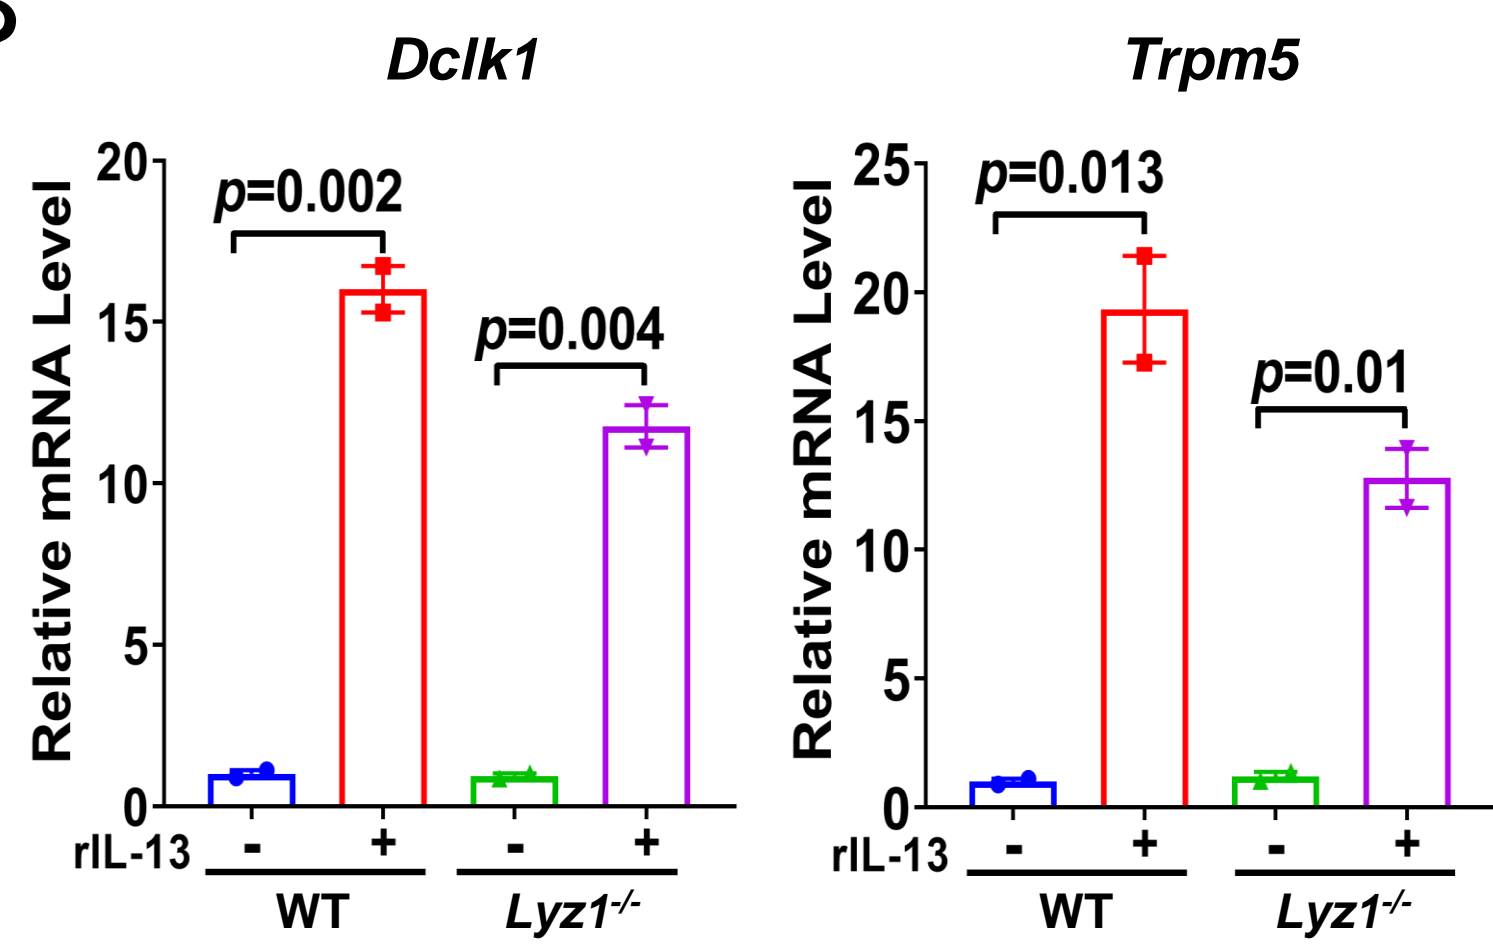 Dclk1
Relative mRNA Level
20
15
10
5
0
p=0.002
p=0.004
rIL-13 - + - +
WT Lyz1-/-
Trpm5
Relative mRNA Level
25
20
15
10
5
0
p=0.013
p=0.01
rIL-13 - + - +
WT Lyz1-/-